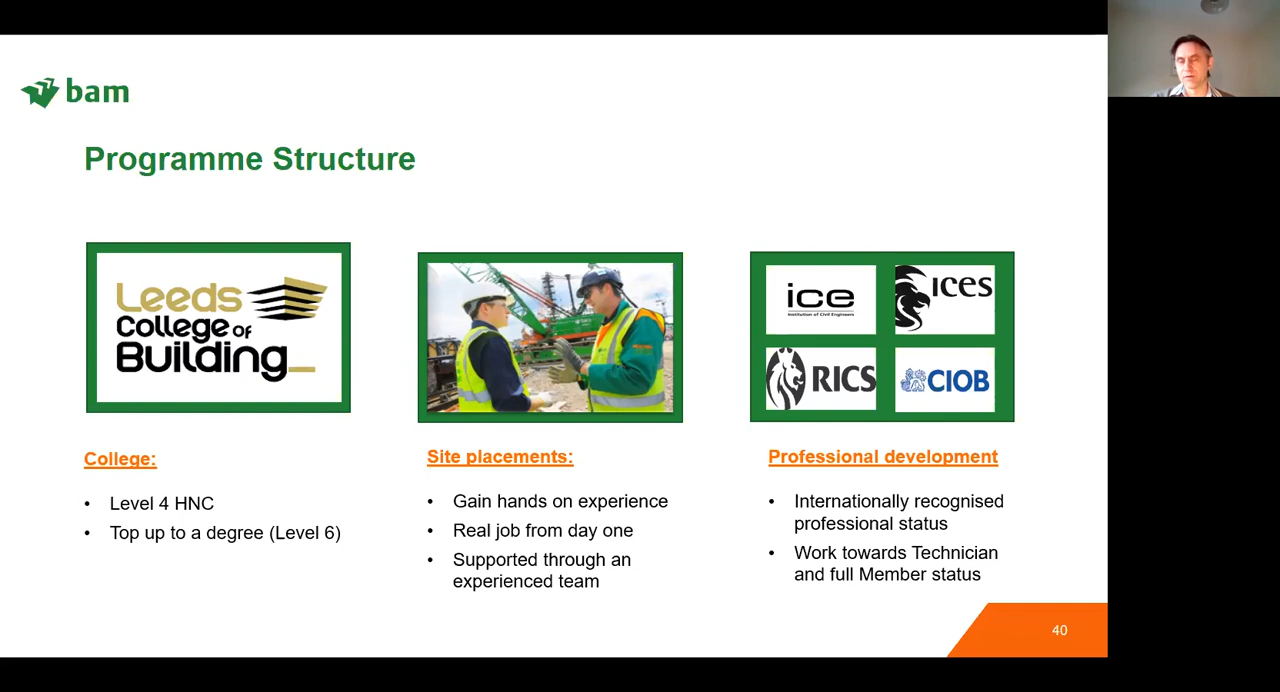 bam
Programme Structure
Leeds
College of
Building_
ice
Institution of Civil Engineers
ICES
RICS
CIOB
College:
• Level 4 HNC
• Top up to a degree (Level 6)
Site placements:
• Gain hands on experience
• Real job from day one
• Supported through an
experienced team
Professional development
• Internationally recognised
professional status
• Work towards Technician
and full Member status
40